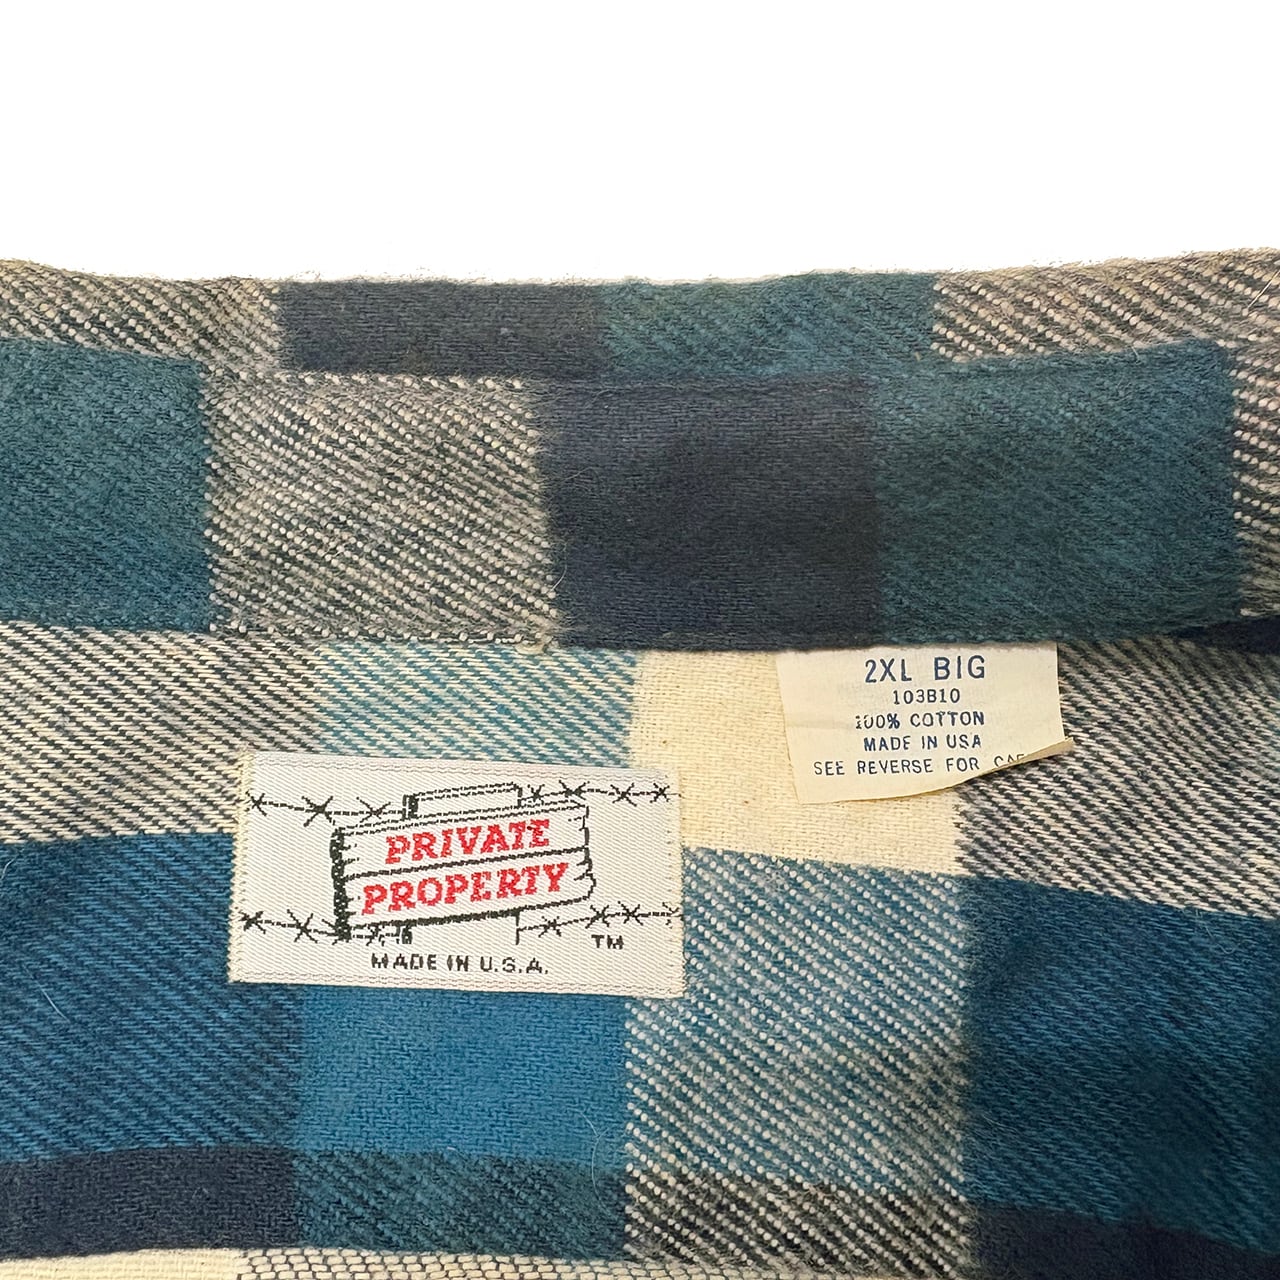 2XL BIG
103B10
100% COTTON
MADE IN USA
SEE REVERSE FOR
PRIVATE
PROPERTY
TM
MADE IN U.S.A.